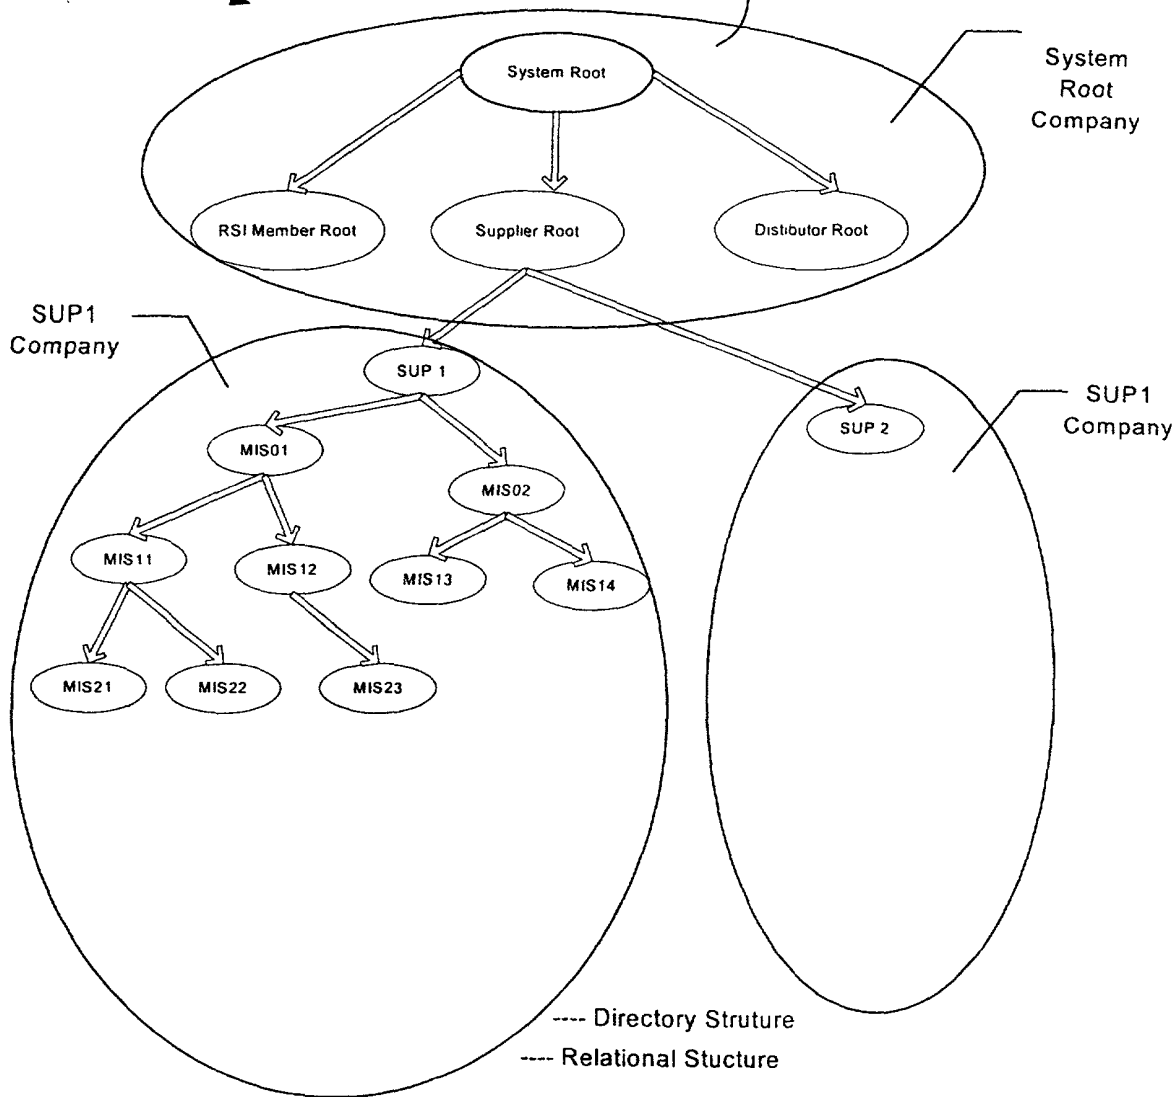 System Root
System
Root
Company
RSI Member Root
Supplier Root
Distibutor Root
SUP1
Company
SUP 1
SUP1
Company
SUP 2
MIS01
MIS02
MIS11
MIS12
MIS13
MIS14
MIS21
MIS22
MIS23
---- Directory Struture
---- Relational Stucture